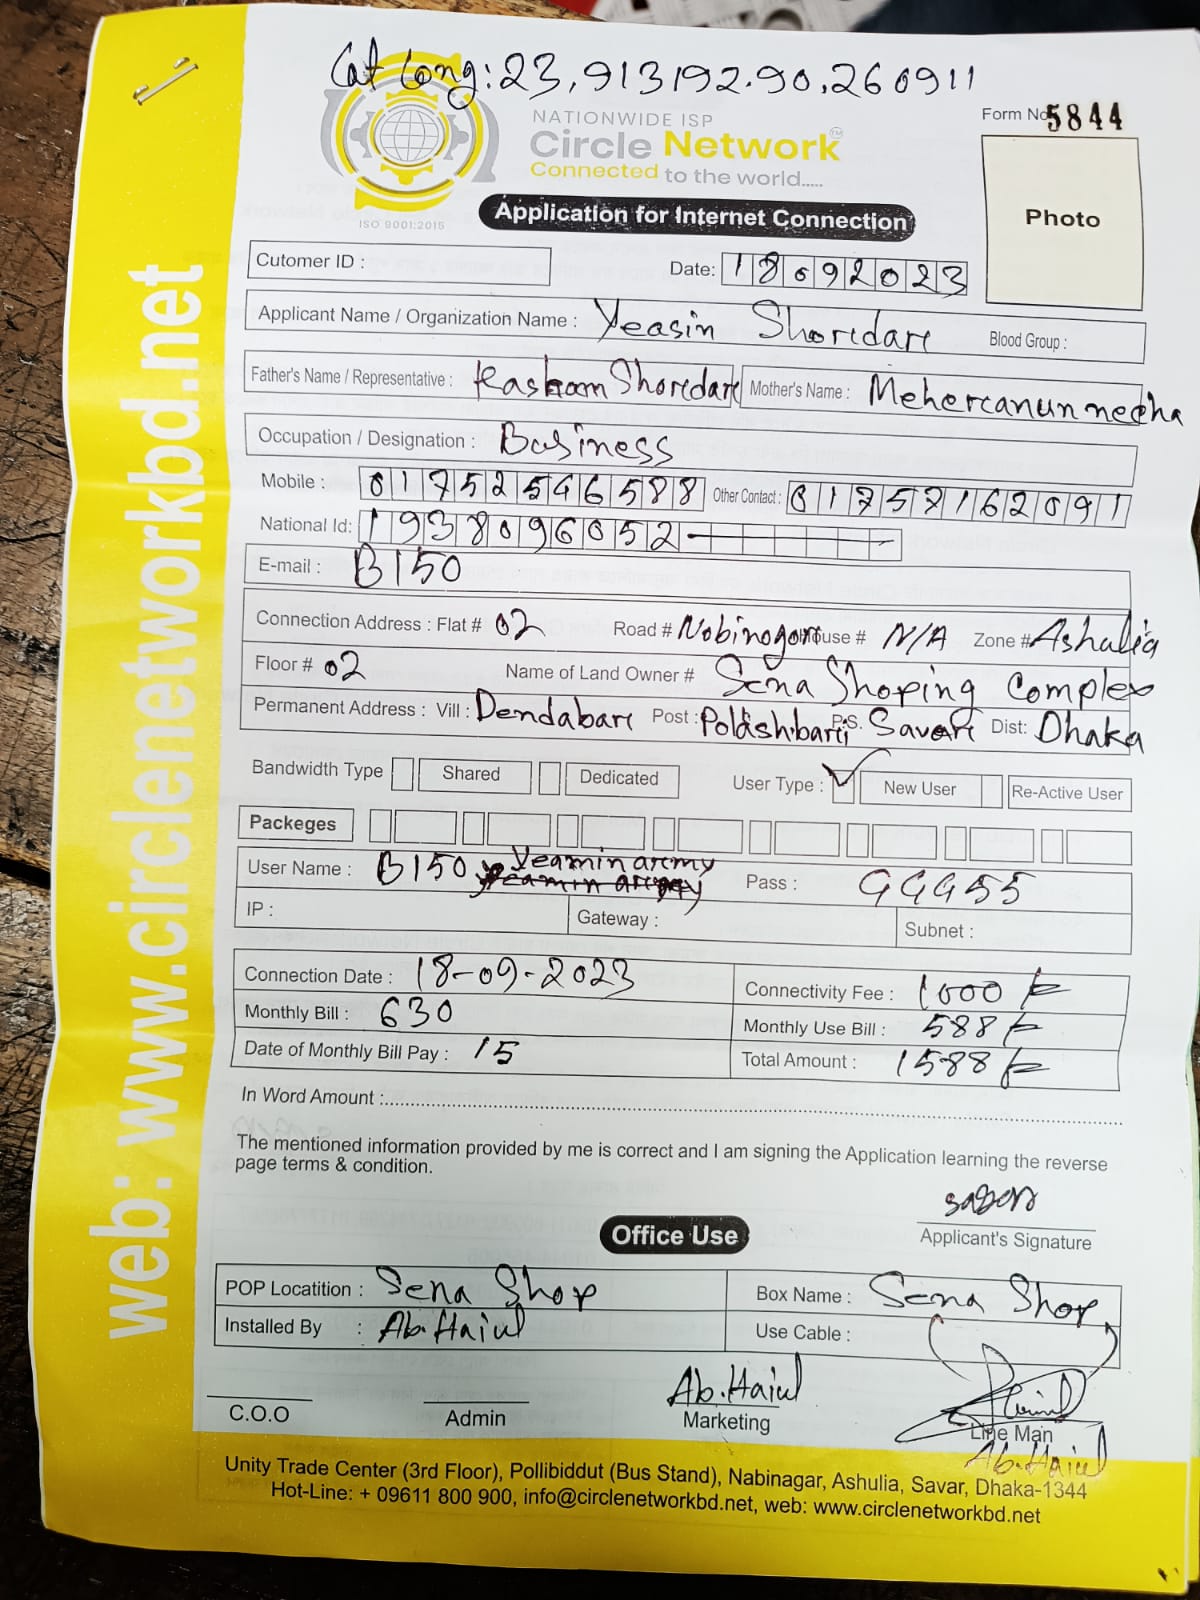 Lat Long: 23,913192.90,260911
NATIONWIDE ISP
Circle Network™
Connected to the world.....
ISO 9001:2015
Form No 5844
Photo
Application for Internet Connection
Cutomer ID :
Date: 18092023
Applicant Name / Organization Name : Yeasin Shordar Blood Group :
Father's Name / Representative : Shordar Mother's Name :
Occupation / Designation : Business
Mobile : 01752546588 Other Contact : 01757162091
National Id: 1938096052
E-mail : B150
Connection Address : Flat # 02 Road # Nobinogor House # N/A Zone # Ashalia
Floor # 02 Name of Land Owner # Sena Shoping Complex
Permanent Address : Vill : Dendabar Post : Polashbari P.S. Savar Dist: Dhaka
Bandwidth Type Shared Dedicated User Type : New User Re-Active User
Packeges
User Name : B150 Yeamin army Pass : GGG55
IP : Gateway : Subnet :
Connection Date : 18-09-2023 Connectivity Fee : 1000/=
Monthly Bill : 630 Monthly Use Bill : 588/=
Date of Monthly Bill Pay : 15 Total Amount : 1588/=
In Word Amount :
The mentioned information provided by me is correct and I am signing the Application learning the reverse
page terms & condition.
Applicant's Signature
Office Use
POP Locatition : Sena Shop Box Name : Sena Shop
Installed By : Ab.Haiul Use Cable :
Ab.Haiul
C.O.O Admin Marketing Line Man
Ab.Haiul
Unity Trade Center (3rd Floor), Pollibiddut (Bus Stand), Nabinagar, Ashulia, Savar, Dhaka-1344
Hot-Line: + 09611 800 900, info@circlenetworkbd.net, web: www.circlenetworkbd.net
web: www.circlenetworkbd.net